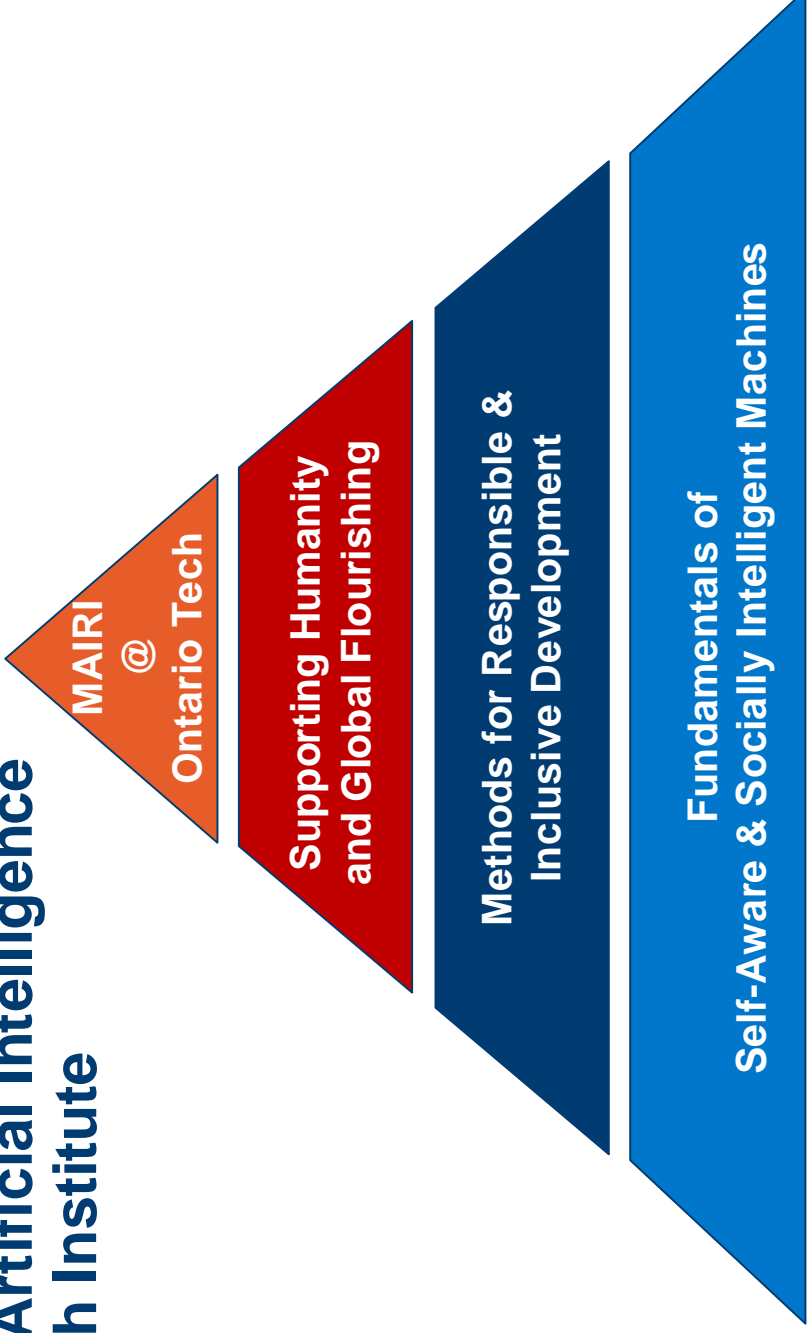 Artificial Intelligence
h Institute
MAIRI
@
Ontario Tech
Supporting Humanity
and Global Flourishing
Methods for Responsible &
Inclusive Development
Fundamentals of
Self-Aware & Socially Intelligent Machines